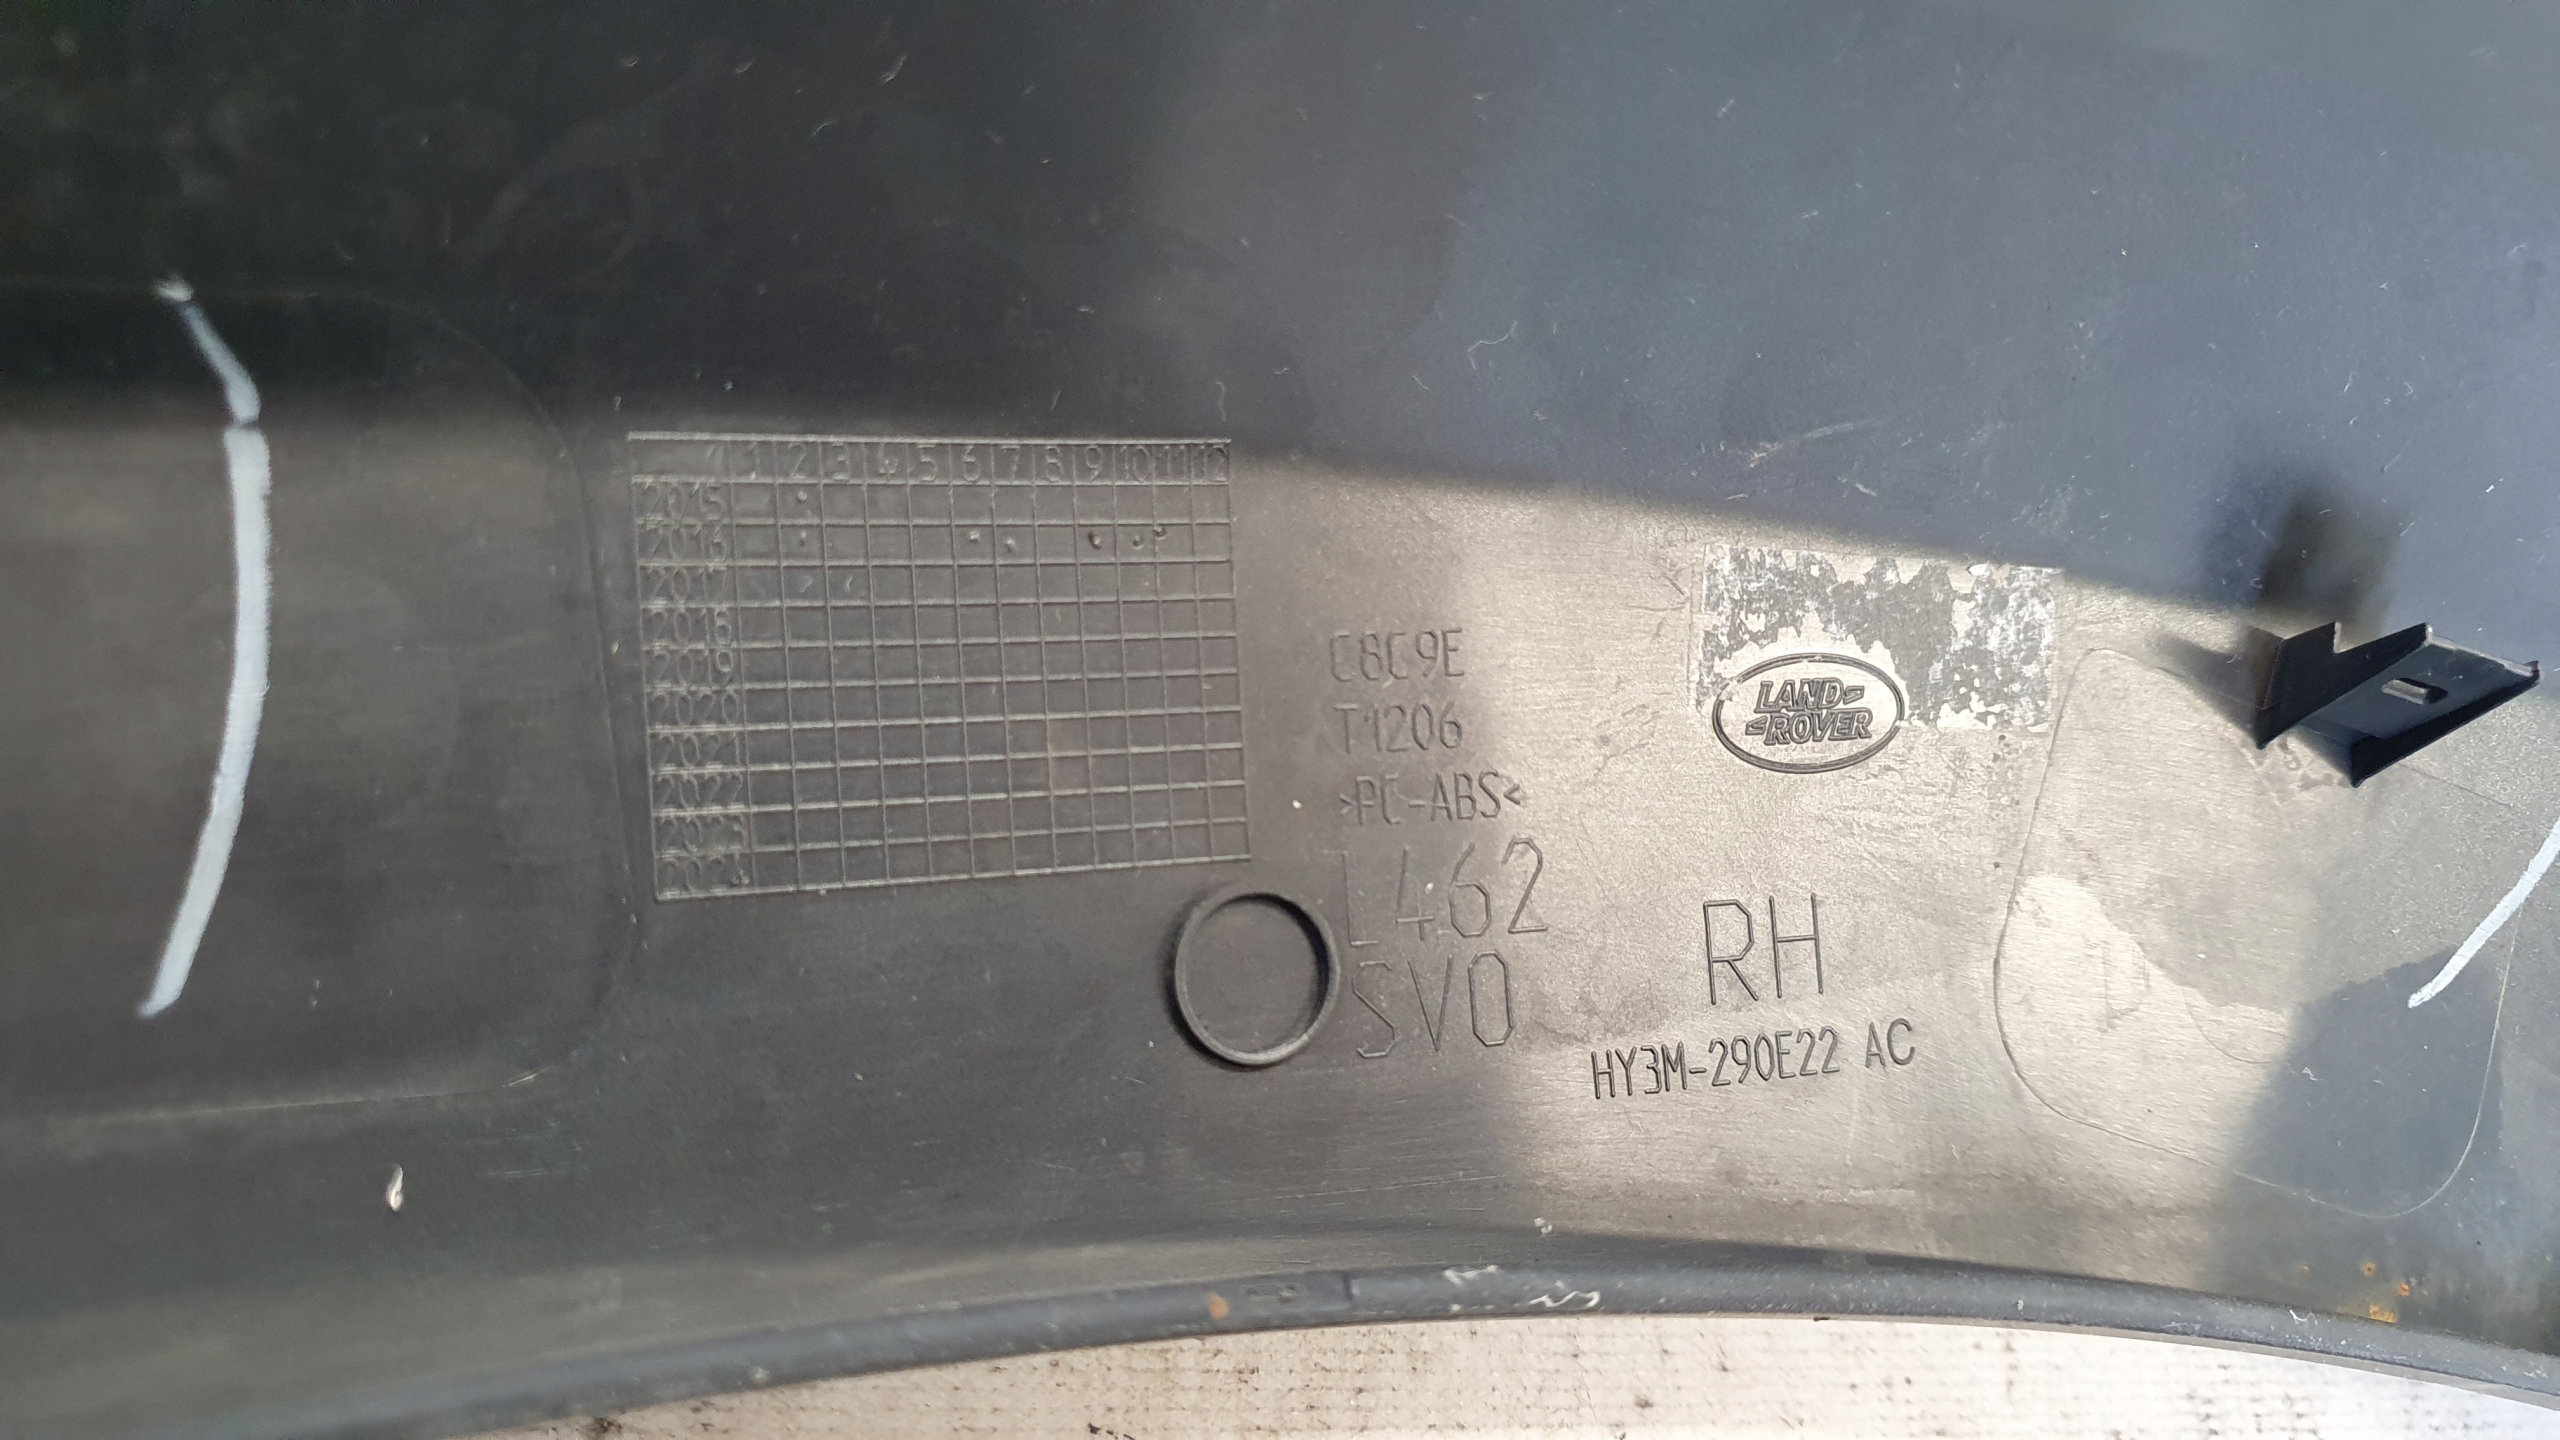 1 2 3 4 5 6 7 8 9 10 11 12
2015
2016
2017
2018
2019
2020
2021
2022
2023
2024
C8C9E
T1206
>PC-ABS<
L462
SVO
LAND
ROVER
RH
HY3M-290E22 AC